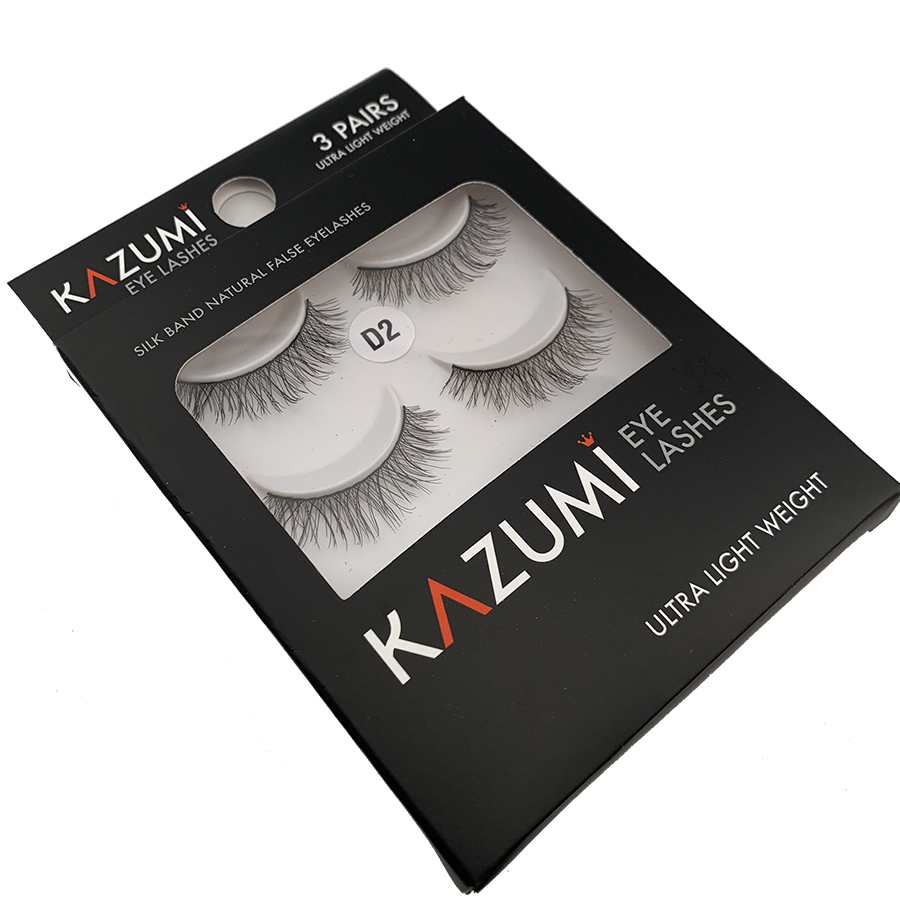 3 PAIRS
ULTRA LIGHT WEIGHT
KAZUMI
EYE LASHES
SILK BAND NATURAL FALSE EYELASHES
D2
KAZUMI
EYE
LASHES
ULTRA LIGHT WEIGHT